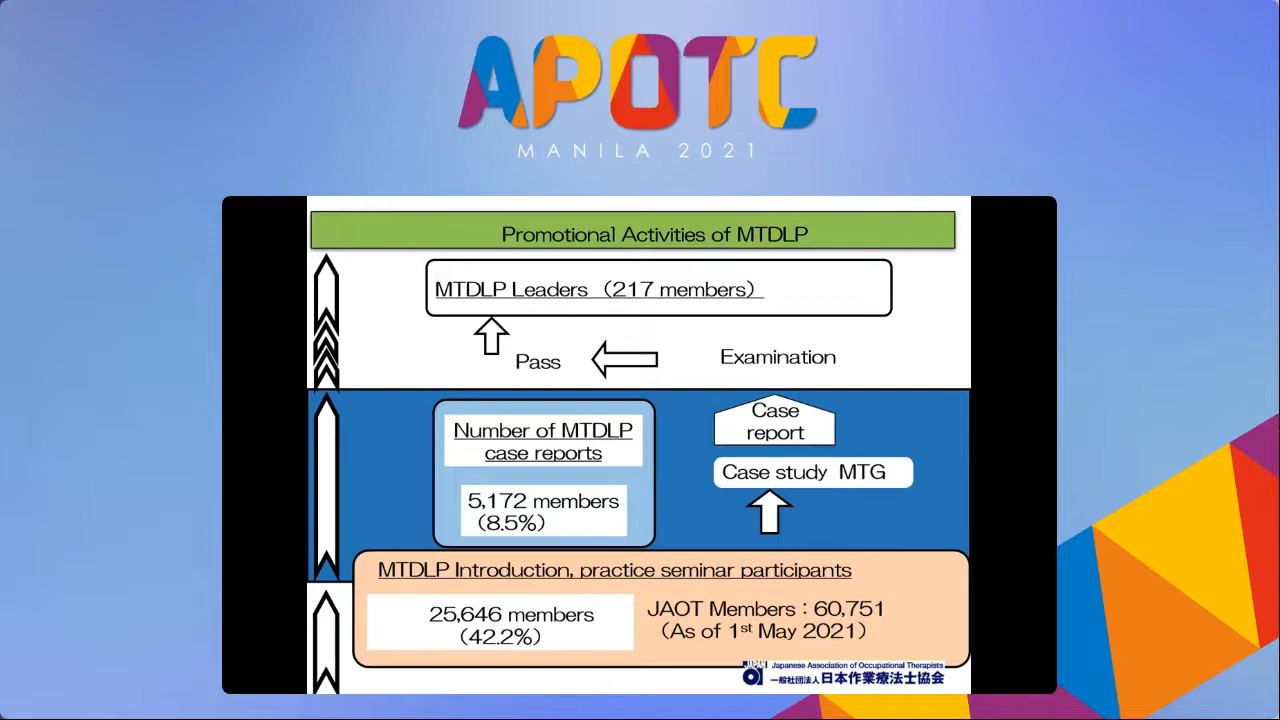 APOTC
MANILA 2021
Promotional Activities of MTDLP
MTDLP Leaders （217 members）
Pass
Examination
Case
report
Number of MTDLP
case reports
Case study MTG
5,172 members
(8.5%)
MTDLP Introduction, practice seminar participants
25,646 members
(42.2%)
JAOT Members：60,751
（As of 1st May 2021）
JAPAN
Japanese Association of Occupational Therapists
一般社団法人 日本作業療法士協会